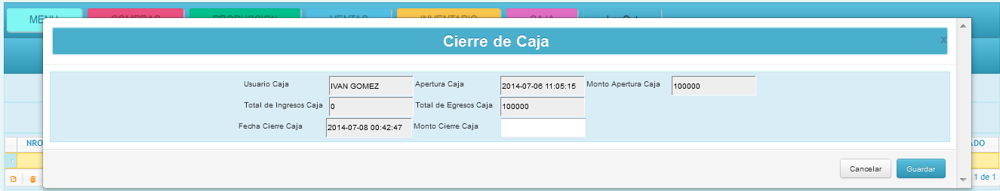 MENU COMPRAS PRODUCCION VENTAS INVENTARIO CAJA LogOut
Cierre de Caja x
Usuario Caja IVAN GOMEZ Apertura Caja 2014-07-06 11:05:15 Monto Apertura Caja 100000
Total de Ingresos Caja 0 Total de Egresos Caja 100000
Fecha Cierre Caja 2014-07-08 00:42:47 Monto Cierre Caja
NRO
Cancelar Guardar
1 de 1